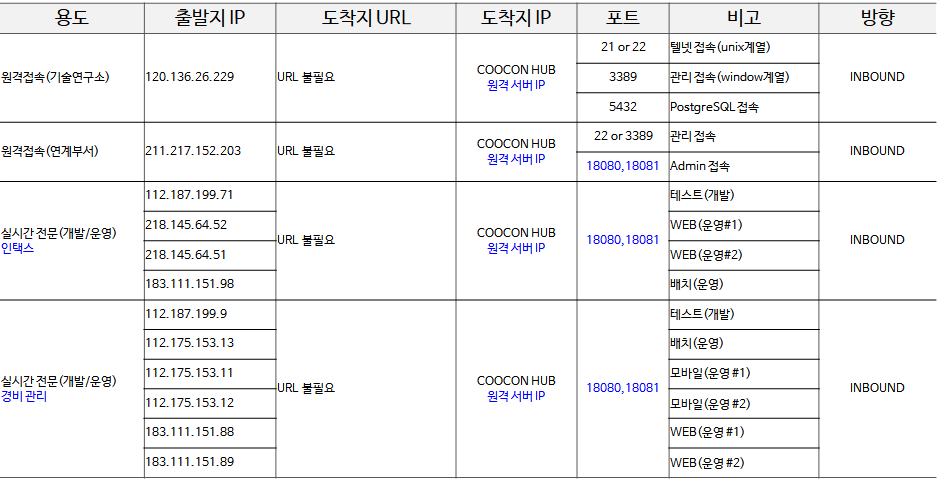 용도 출발지 IP 도착지 URL 도착지 IP 포트 비고 방향
원격접속(기술연구소) 120.136.26.229 URL 불필요 COOCON HUB
원격 서버 IP
21 or 22 텔넷 접속(unix계열)
3389 관리 접속(window계열)
5432 PostgreSQL 접속
INBOUND
원격접속(연계부서) 211.217.152.203 URL 불필요 COOCON HUB
원격 서버 IP
22 or 3389 관리 접속
18080,18081 Admin 접속
INBOUND
실시간 전문(개발/운영)
인택스
112.187.199.71
218.145.64.52
218.145.64.51
183.111.151.98
URL 불필요
COOCON HUB
원격 서버 IP
18080,18081
테스트(개발)
WEB(운영#1)
WEB(운영#2)
배치(운영)
INBOUND
실시간 전문(개발/운영)
경비 관리
112.187.199.9
112.175.153.13
112.175.153.11
112.175.153.12
183.111.151.88
183.111.151.89
URL 불필요
COOCON HUB
원격 서버 IP
18080,18081
테스트(개발)
배치(운영)
모바일(운영 #1)
모바일(운영 #2)
WEB(운영 #1)
WEB(운영 #2)
INBOUND